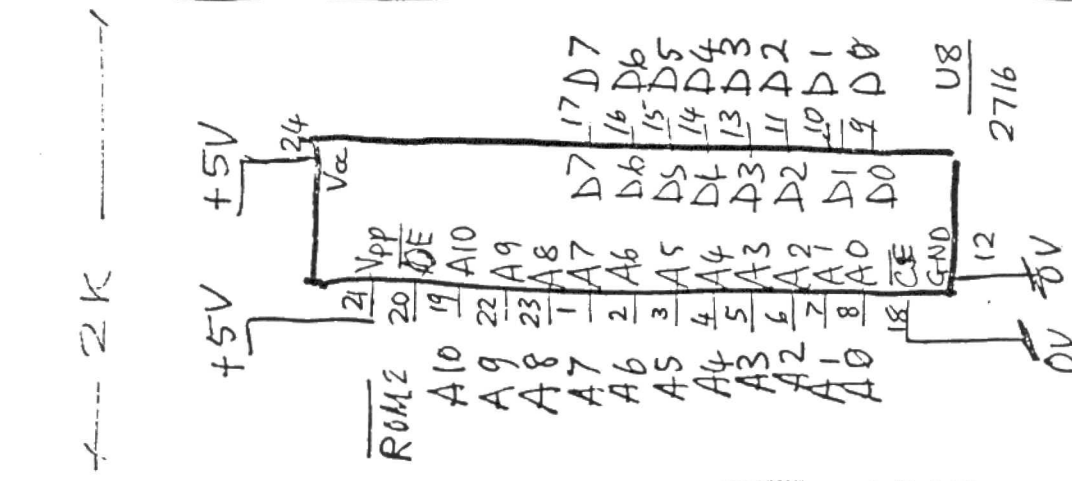 ← 2K →
+5V
+5V
24
Vcc
21
Vpp
ROM2
20
OE
A10
19
A10
A9
22
A9
A8
23
A8
A7
1
A7
A6
2
A6
A5
3
A5
A4
4
A4
A3
5
A3
A2
6
A2
A1
7
A1
A0
8
A0
18
CE
0V
GND
12
0V
D7
17
D7
D6
16
D6
D5
15
D5
D4
14
D4
D3
13
D3
D2
11
D2
D1
10
D1
D0
9
D0
U8
2716